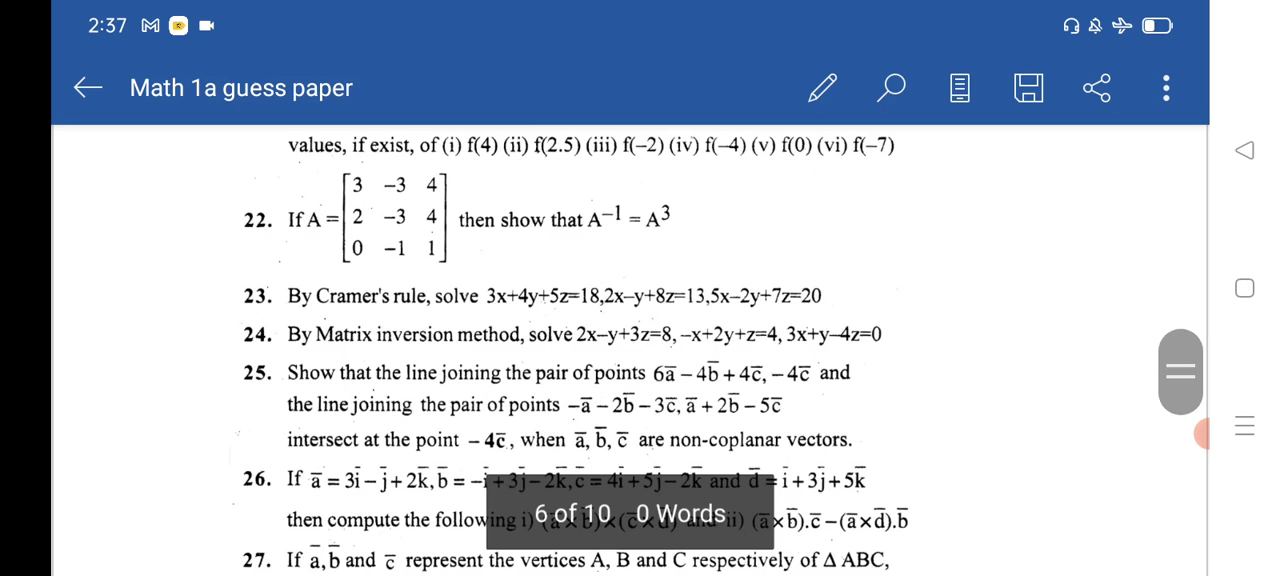 2:37
Math 1a guess paper
values, if exist, of (i) f(4) (ii) f(2.5) (iii) f(−2) (iv) f(−4) (v) f(0) (vi) f(−7)
3 −3 4
22. If A = 2 −3 4 then show that A⁻¹ = A³
0 −1 1
23. By Cramer's rule, solve 3x+4y+5z=18,2x−y+8z=13,5x−2y+7z=20
24. By Matrix inversion method, solve 2x−y+3z=8, −x+2y+z=4, 3x+y−4z=0
25. Show that the line joining the pair of points 6a̅ − 4b̅ + 4c̅, − 4c̅ and
the line joining the pair of points −a̅ − 2b̅ − 3c̅, a̅ + 2b̅ − 5c̅
intersect at the point − 4c̅, when a̅, b̅, c̅ are non-coplanar vectors.
26. If a̅ = 3i̅ − j̅ + 2k̅, b̅ = −i̅ + 3j̅ − 2k̅, c̅ = 4i̅ + 5j̅ − 2k̅ and d̅ = i̅ + 3j̅ + 5k̅
then compute the following i) (a̅×b̅)×(c̅×d̅) and ii) (a̅×b̅).c̅ −(a̅×d̅).b̅
6 of 10 0 Words
27. If a̅, b̅ and c̅ represent the vertices A, B and C respectively of Δ ABC,